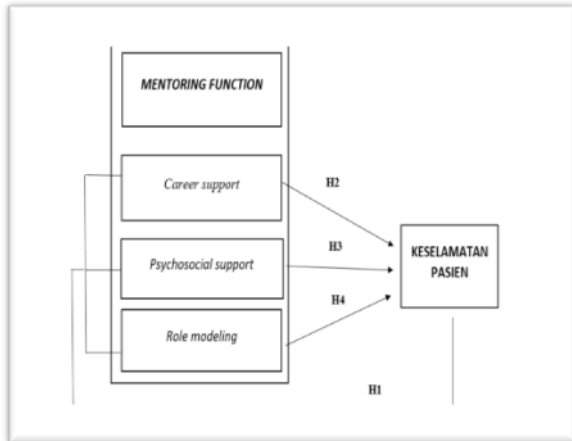 MENTORING FUNCTION
Career support
H2
H3
KESELAMATAN
PASIEN
Psychosocial support
H4
Role modeling
H1